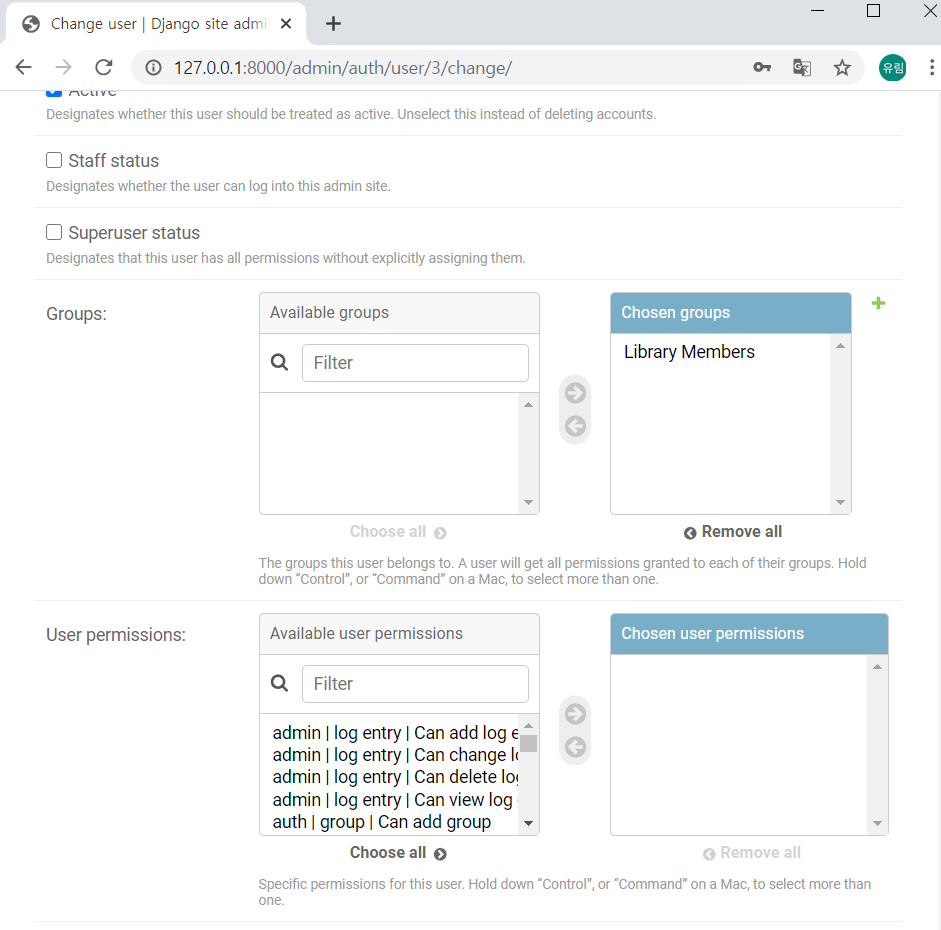 Change user | Django site admi
127.0.0.1:8000/admin/auth/user/3/change/
유림
Active
Designates whether this user should be treated as active. Unselect this instead of deleting accounts.
Staff status
Designates whether the user can log into this admin site.
Superuser status
Designates that this user has all permissions without explicitly assigning them.
Groups:
Available groups
Filter
Choose all
Chosen groups
Library Members
Remove all
The groups this user belongs to. A user will get all permissions granted to each of their groups. Hold
down “Control”, or “Command” on a Mac, to select more than one.
User permissions:
Available user permissions
Filter
admin | log entry | Can add log e
admin | log entry | Can change lo
admin | log entry | Can delete log
admin | log entry | Can view log
auth | group | Can add group
Choose all
Chosen user permissions
Remove all
Specific permissions for this user. Hold down “Control”, or “Command” on a Mac, to select more than
one.